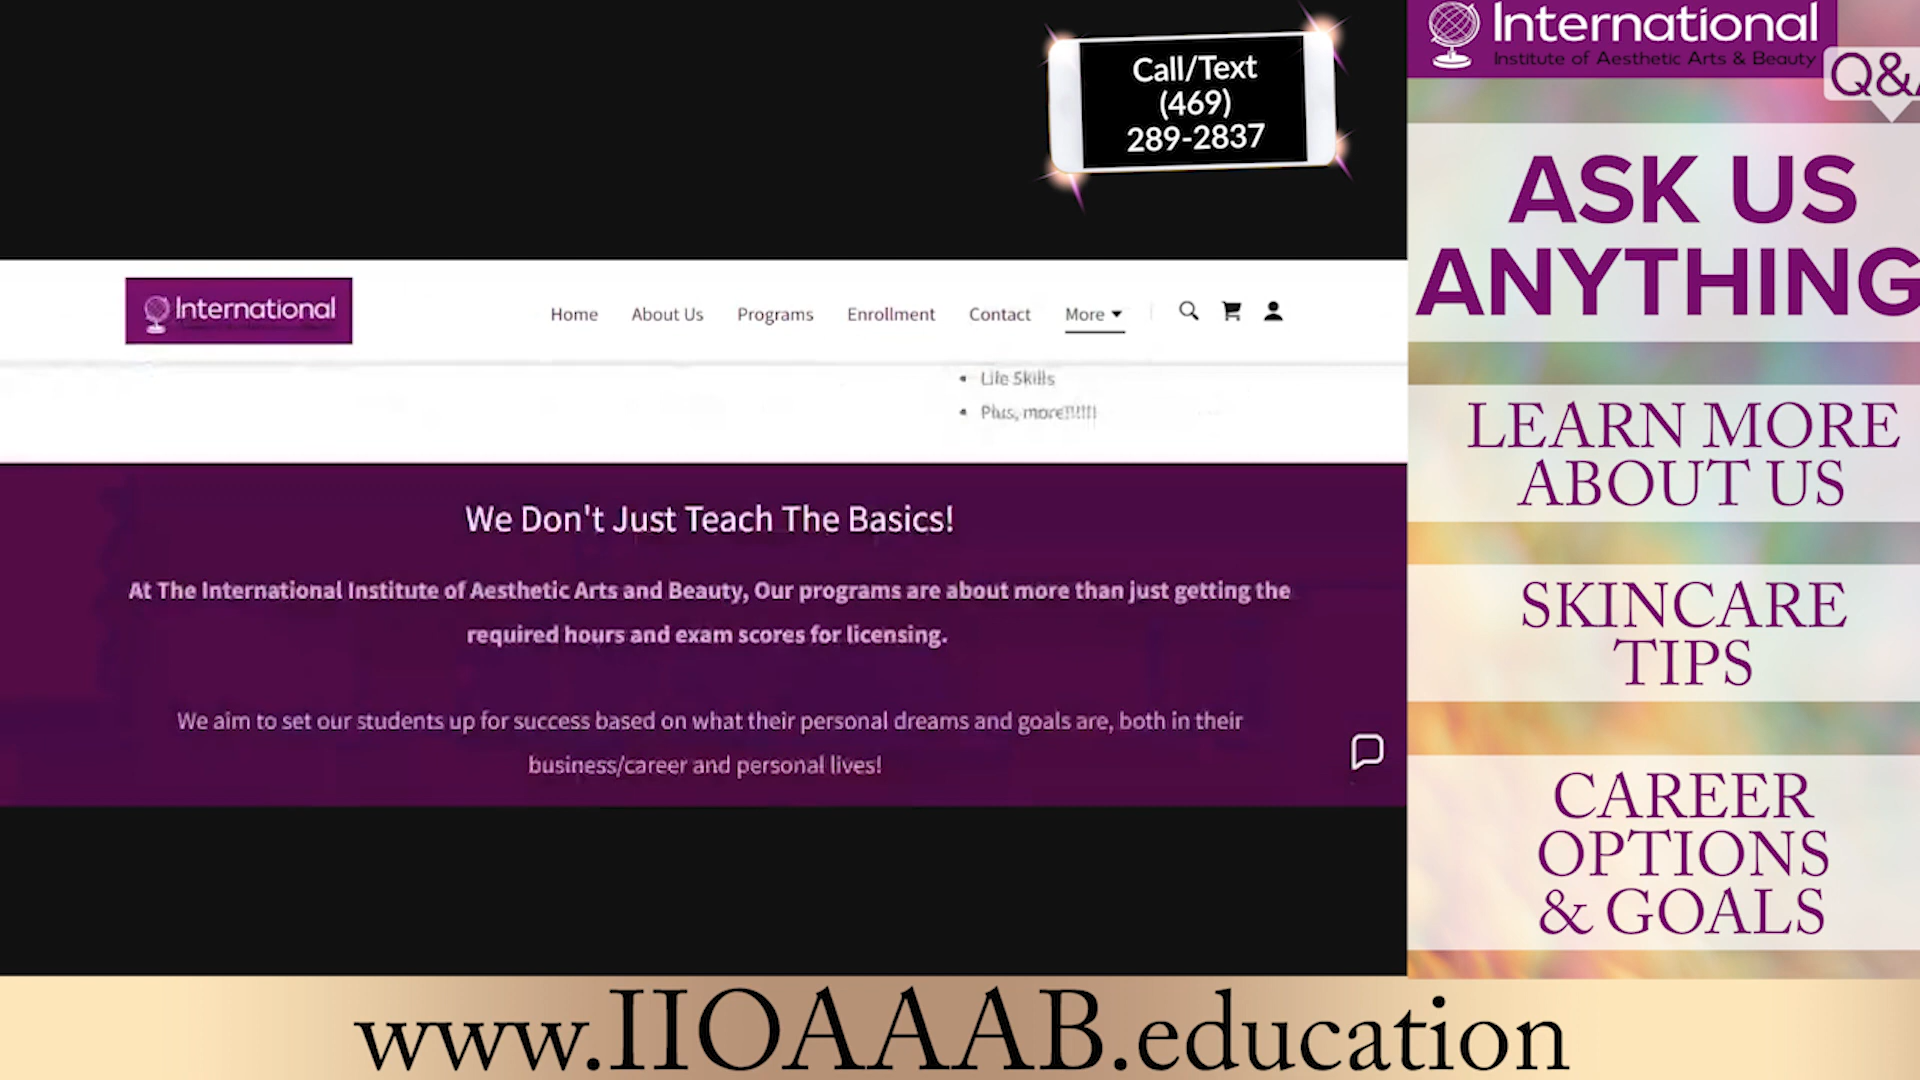 Call/Text
(469)
289-2837
International
Institute of Aesthetic Arts & Beauty
Q&A
ASK US
ANYTHING
LEARN MORE
ABOUT US
SKINCARE
TIPS
CAREER
OPTIONS
& GOALS
International
Home About Us Programs Enrollment Contact More
• Life Skills
• Plus, more!!!!!!
We Don't Just Teach The Basics!
At The International Institute of Aesthetic Arts and Beauty, Our programs are about more than just getting the
required hours and exam scores for licensing.
We aim to set our students up for success based on what their personal dreams and goals are, both in their
business/career and personal lives!
www.IIOAAAB.education